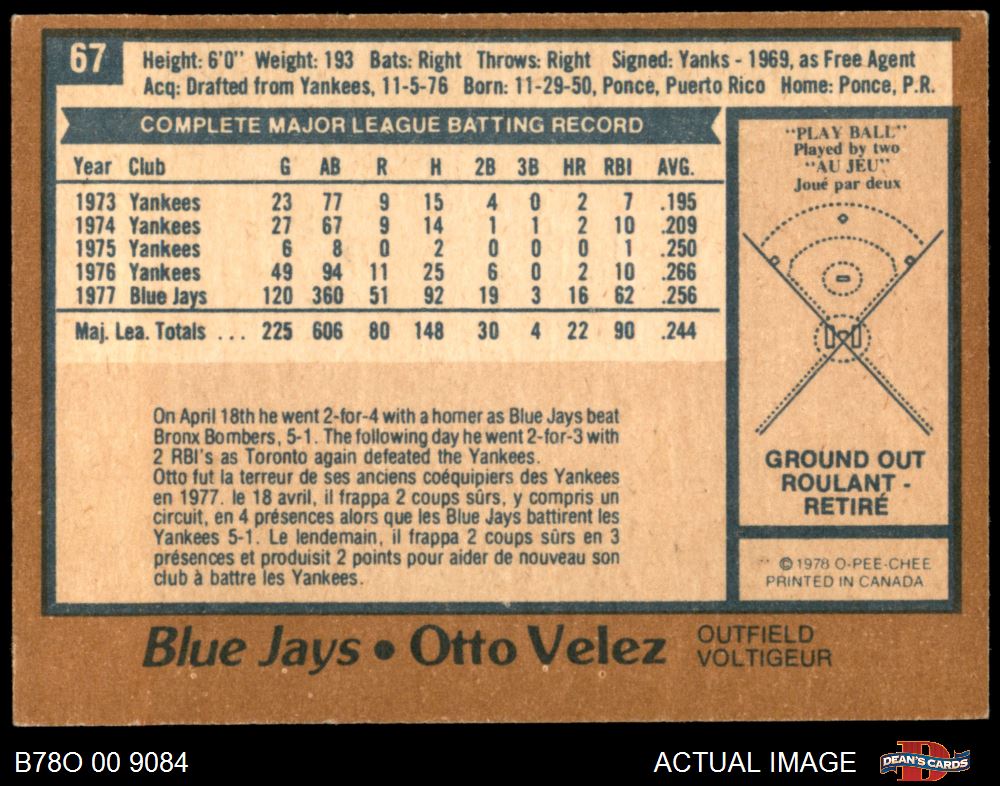 67
Height: 6'0" Weight: 193 Bats: Right Throws: Right Signed: Yanks - 1969, as Free Agent
Acq: Drafted from Yankees, 11-5-76 Born: 11-29-50, Ponce, Puerto Rico Home: Ponce, P.R.
COMPLETE MAJOR LEAGUE BATTING RECORD
Year Club G AB R H 2B 3B HR RBI AVG.
1973 Yankees 23 77 9 15 4 0 2 7 .195
1974 Yankees 27 67 9 14 1 1 2 10 .209
1975 Yankees 6 8 0 2 0 0 0 1 .250
1976 Yankees 49 94 11 25 6 0 2 10 .266
1977 Blue Jays 120 360 51 92 19 3 16 62 .256
Maj. Lea. Totals ... 225 606 80 148 30 4 22 90 .244
On April 18th he went 2-for-4 with a homer as Blue Jays beat
Bronx Bombers, 5-1. The following day he went 2-for-3 with
2 RBI's as Toronto again defeated the Yankees.
Otto fut la terreur de ses anciens coéquipiers des Yankees
en 1977. le 18 avril, il frappa 2 coups sûrs, y compris un
circuit, en 4 présences alors que les Blue Jays battirent les
Yankees 5-1. Le lendemain, il frappa 2 coups sûrs en 3
présences et produisit 2 points pour aider de nouveau son
club à battre les Yankees.
"PLAY BALL"
Played by two
"AU JEU"
Joué par deux
GROUND OUT
ROULANT -
RETIRÉ
© 1978 O-PEE-CHEE
PRINTED IN CANADA
Blue Jays • Otto Velez
OUTFIELD
VOLTIGEUR
B78O 00 9084
ACTUAL IMAGE
D
DEAN'S CARDS